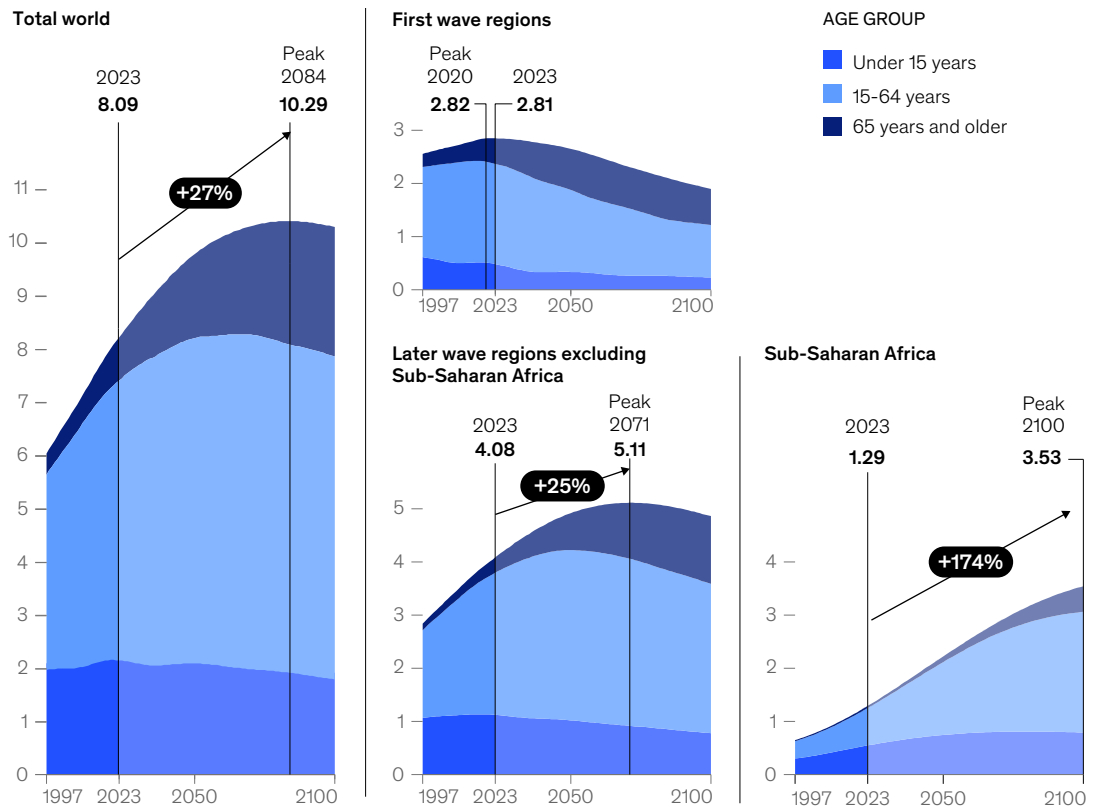 Total world
2023
8.09
Peak
2084
10.29
+27%
11
10
9
8
7
6
5
4
3
2
1
0
1997 2023 2050 2100
First wave regions
Peak
2020
2.82
2023
2.81
3
2
1
0
1997 2023 2050 2100
AGE GROUP
Under 15 years
15-64 years
65 years and older
Later wave regions excluding
Sub-Saharan Africa
2023
4.08
Peak
2071
5.11
+25%
5
4
3
2
1
0
1997 2023 2050 2100
Sub-Saharan Africa
2023
1.29
Peak
2100
3.53
+174%
4
3
2
1
0
1997 2023 2050 2100